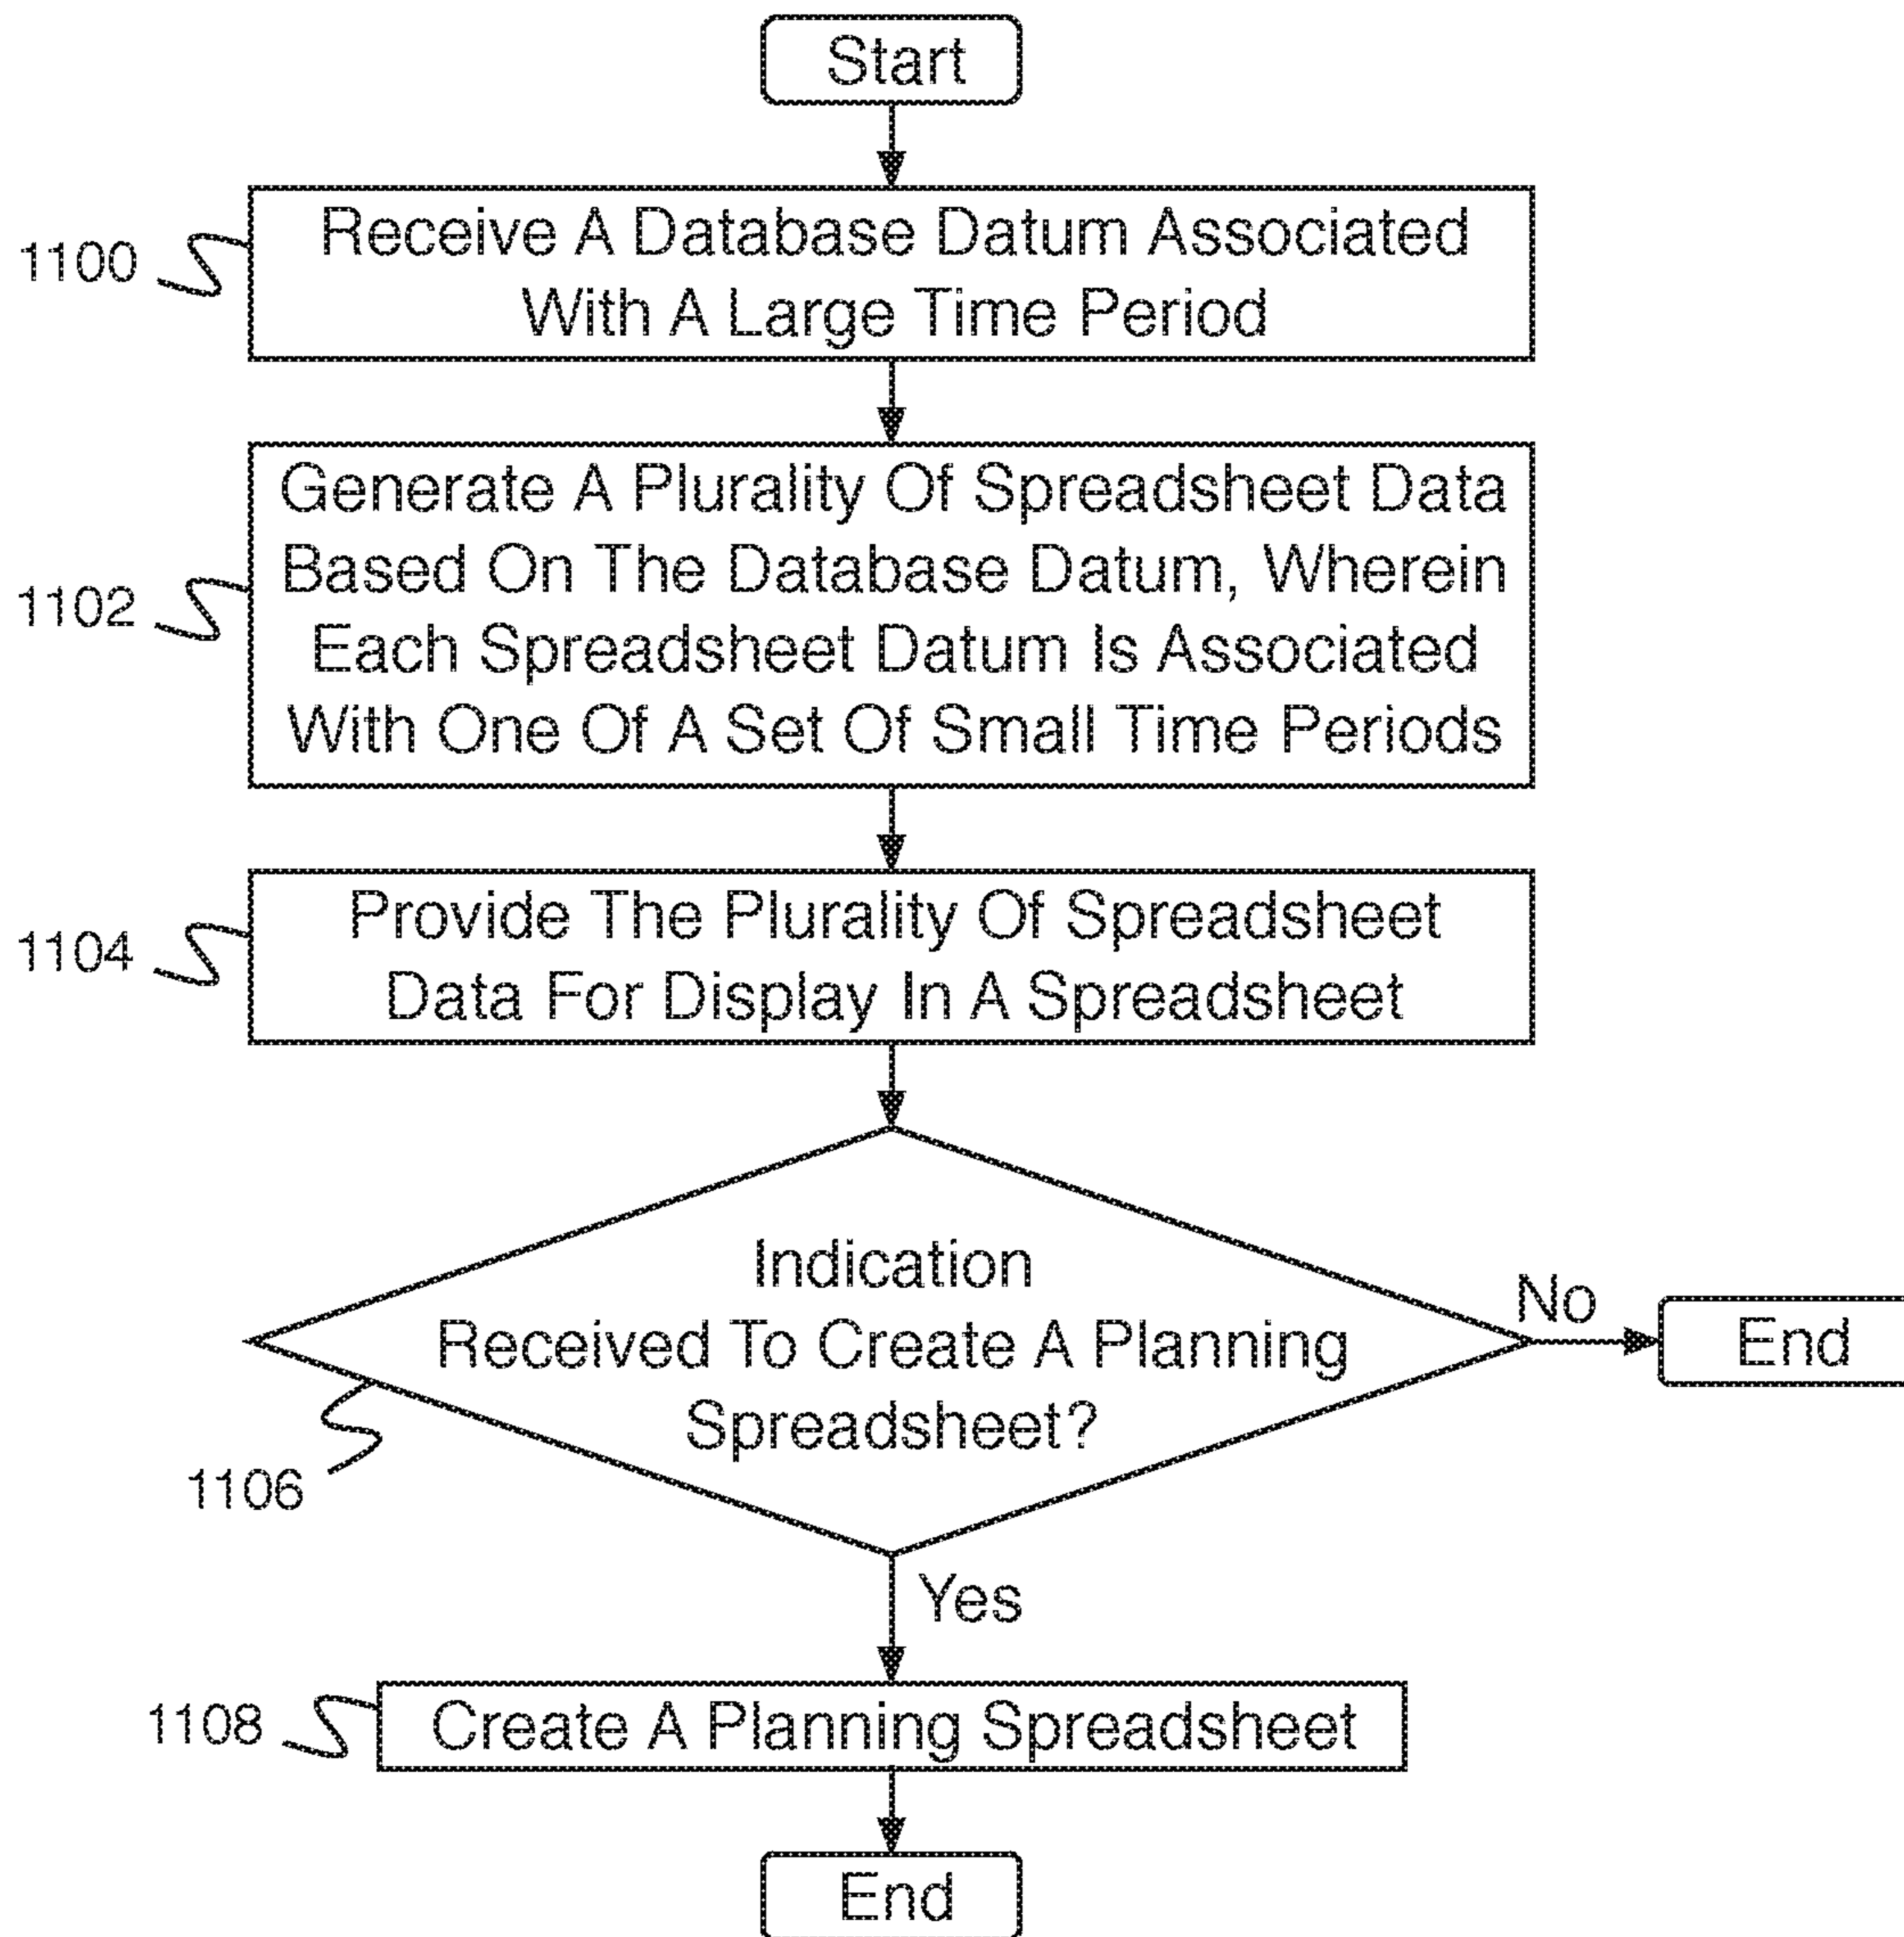 Start
1100
Receive A Database Datum Associated
With A Large Time Period
1102
Generate A Plurality Of Spreadsheet Data
Based On The Database Datum, Wherein
Each Spreadsheet Datum Is Associated
With One Of A Set Of Small Time Periods
1104
Provide The Plurality Of Spreadsheet
Data For Display In A Spreadsheet
1106
Indication
Received To Create A Planning
Spreadsheet?
No
End
Yes
1108
Create A Planning Spreadsheet
End